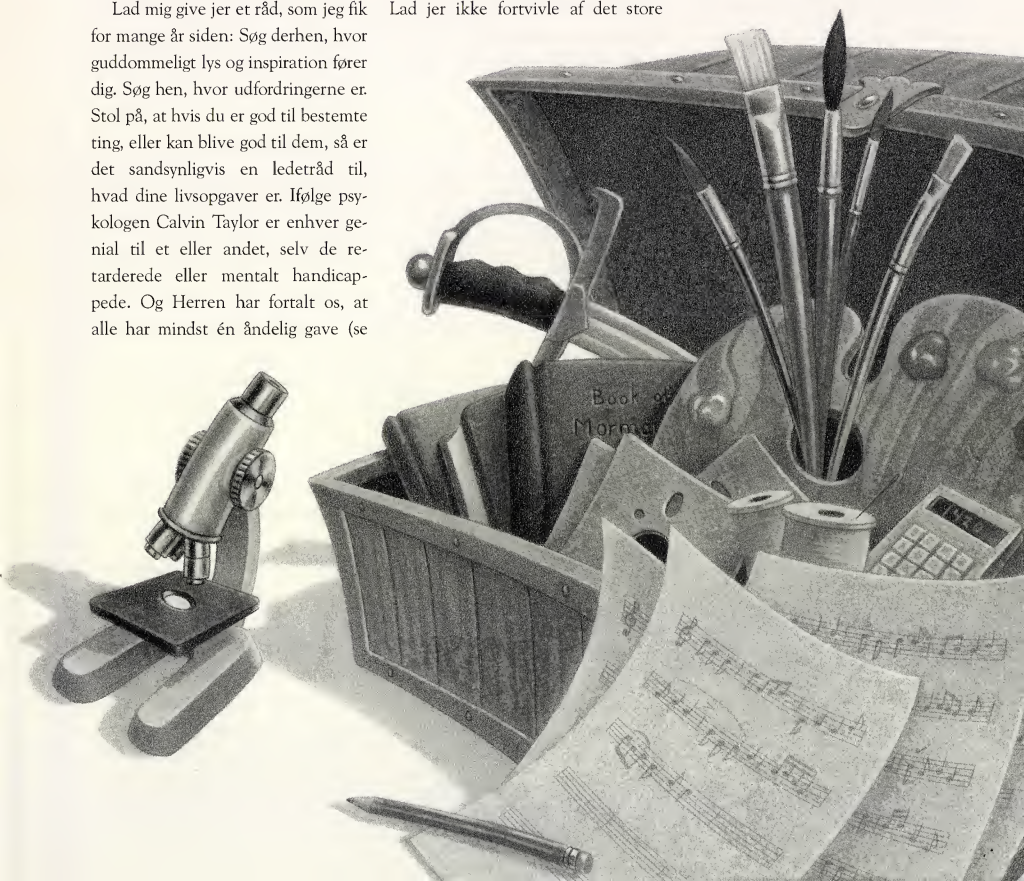 Lad mig give jer et råd, som jeg fik
for mange år siden: Søg derhen, hvor
guddommeligt lys og inspiration fører
dig. Søg hen, hvor udfordringerne er.
Stol på, at hvis du er god til bestemte
ting, eller kan blive god til dem, så er
det sandsynligvis en ledetråd til,
hvad dine livsopgaver er. Ifølge psy-
kologen Calvin Taylor er enhver ge-
nial til et eller andet, selv de re-
tarderede eller mentalt handicap-
pede. Og Herren har fortalt os, at
alle har mindst én åndelig gave (se
Lad jer ikke fortvivle af det store
Book of
Mormo